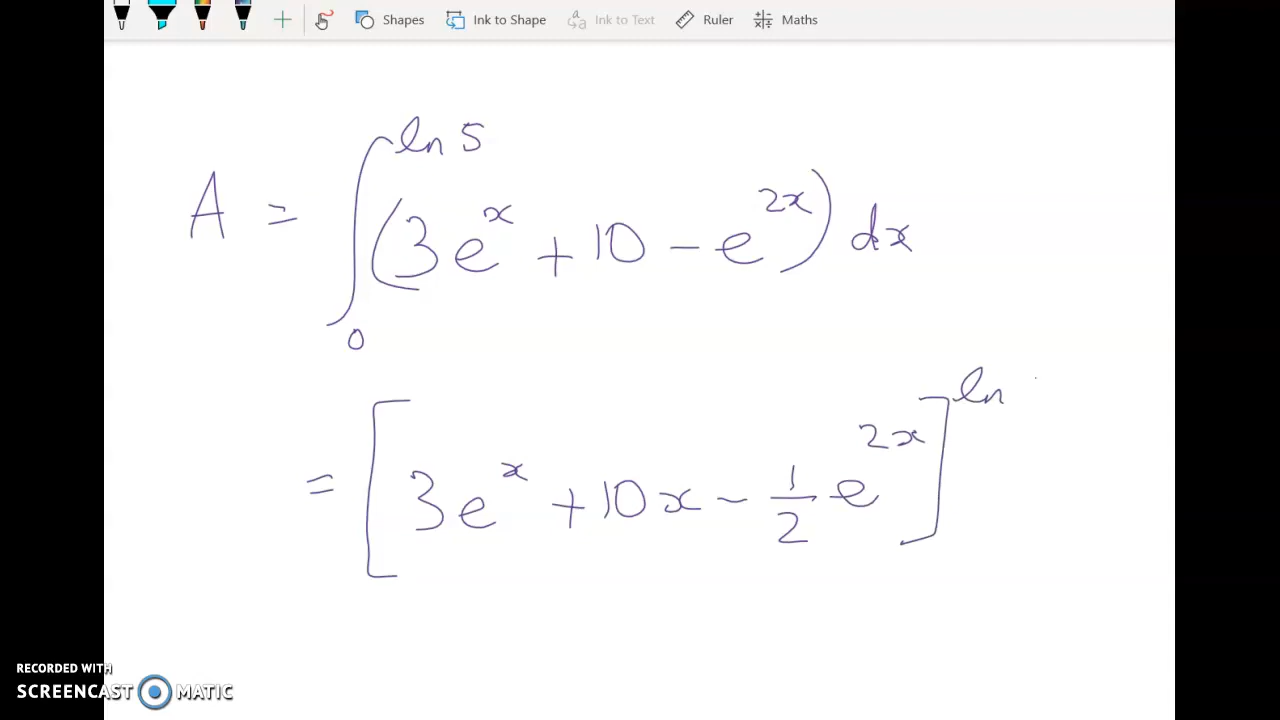 Shapes Ink to Shape Ink to Text Ruler Maths
A = ∫₀^{ln 5} (3e^x + 10 - e^{2x}) dx
= [3e^x + 10x - 1/2 e^{2x}]^{ln
RECORDED WITH
SCREENCAST MATIC